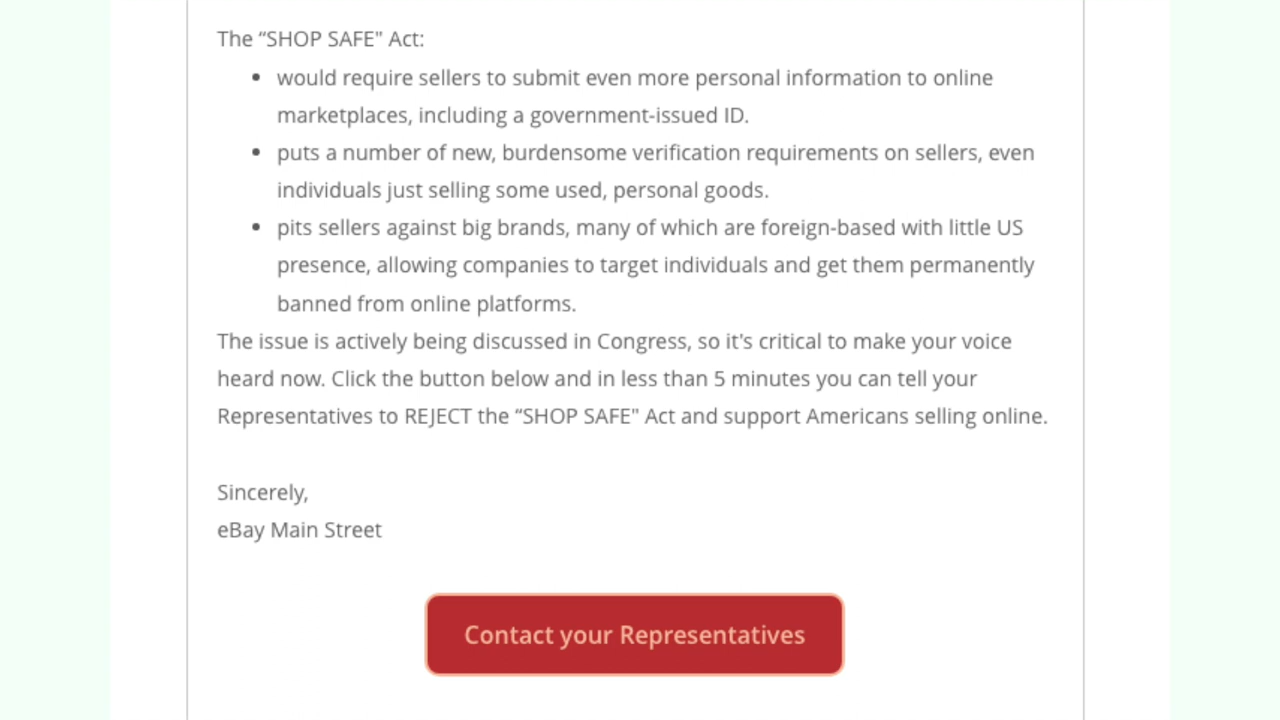 The “SHOP SAFE" Act:
• would require sellers to submit even more personal information to online
marketplaces, including a government-issued ID.
• puts a number of new, burdensome verification requirements on sellers, even
individuals just selling some used, personal goods.
• pits sellers against big brands, many of which are foreign-based with little US
presence, allowing companies to target individuals and get them permanently
banned from online platforms.
The issue is actively being discussed in Congress, so it's critical to make your voice
heard now. Click the button below and in less than 5 minutes you can tell your
Representatives to REJECT the “SHOP SAFE" Act and support Americans selling online.
Sincerely,
eBay Main Street
Contact your Representatives